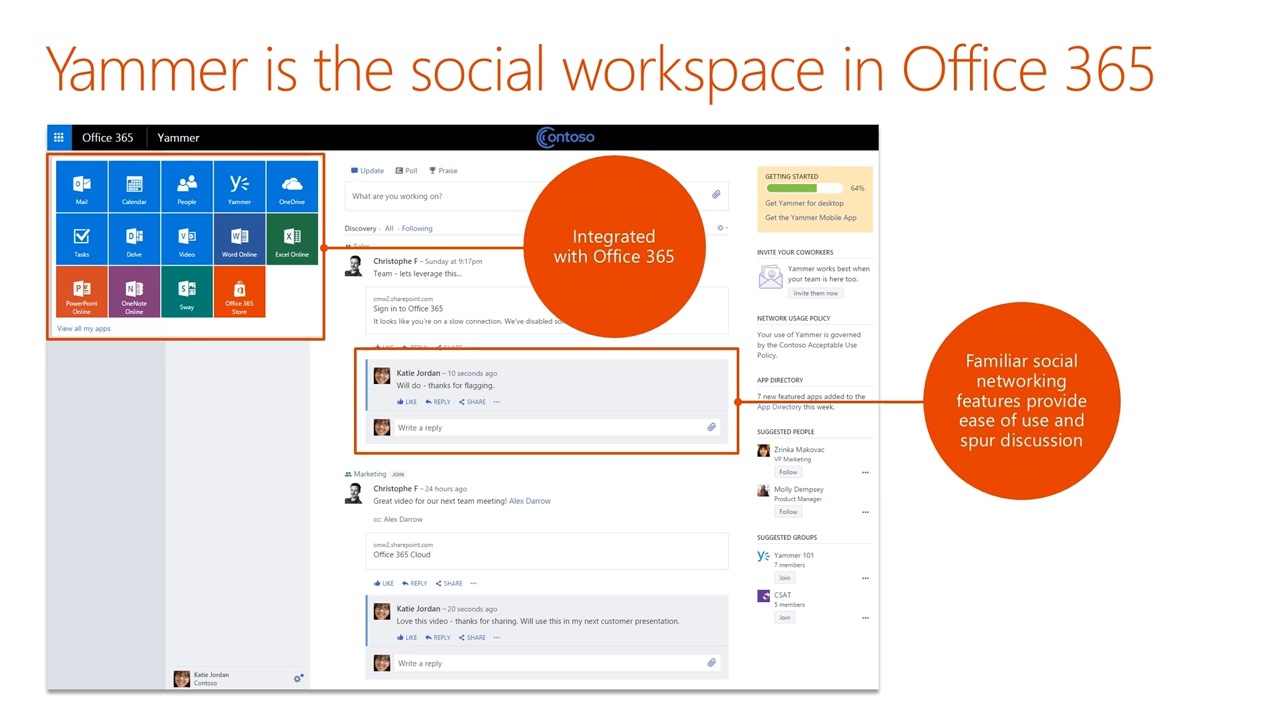 Yammer is the social workspace in Office 365
Office 365
Yammer
Contoso
Mail
Calendar
People
Yammer
OneDrive
Tasks
Delve
Video
Word Online
Excel Online
PowerPoint
Online
OneNote
Online
Sway
Office 365
Store
View all my apps
Update
Poll
Praise
What are you working on?
Discovery · All · Following
Sales
Christophe F – Sunday at 9:17pm
Team - lets leverage this...
cmw2.sharepoint.com
Sign in to Office 365
It looks like you're on a slow connection. We've disabled
LIKE REPLY SHARE ...
Katie Jordan – 10 seconds ago
Will do - thanks for flagging.
LIKE REPLY SHARE ...
Write a reply
Marketing JOIN
Christophe F – 24 hours ago
Great video for our next team meeting! Alex Darrow
cc: Alex Darrow
cmw2.sharepoint.com
Office 365 Cloud
LIKE REPLY SHARE ...
Katie Jordan – 20 seconds ago
Love this video - thanks for sharing. Will use this in my next customer presentation.
LIKE REPLY SHARE ...
Write a reply
Katie Jordan
Contoso
Integrated
with Office 365
GETTING STARTED
64%
Get Yammer for desktop
Get the Yammer Mobile App
INVITE YOUR COWORKERS
Yammer works best when
your team is here too.
Invite them now
NETWORK USAGE POLICY
Your use of Yammer is governed
by the Contoso Acceptable Use
Policy.
APP DIRECTORY
7 new featured apps added to the
App Directory this week.
SUGGESTED PEOPLE
Zrinka Makovac
VP Marketing
Follow
...
Molly Dempsey
Product Manager
Follow
...
SUGGESTED GROUPS
Yammer 101
7 members
Join
...
CSAT
5 members
Join
...
Familiar social
networking
features provide
ease of use and
spur discussion